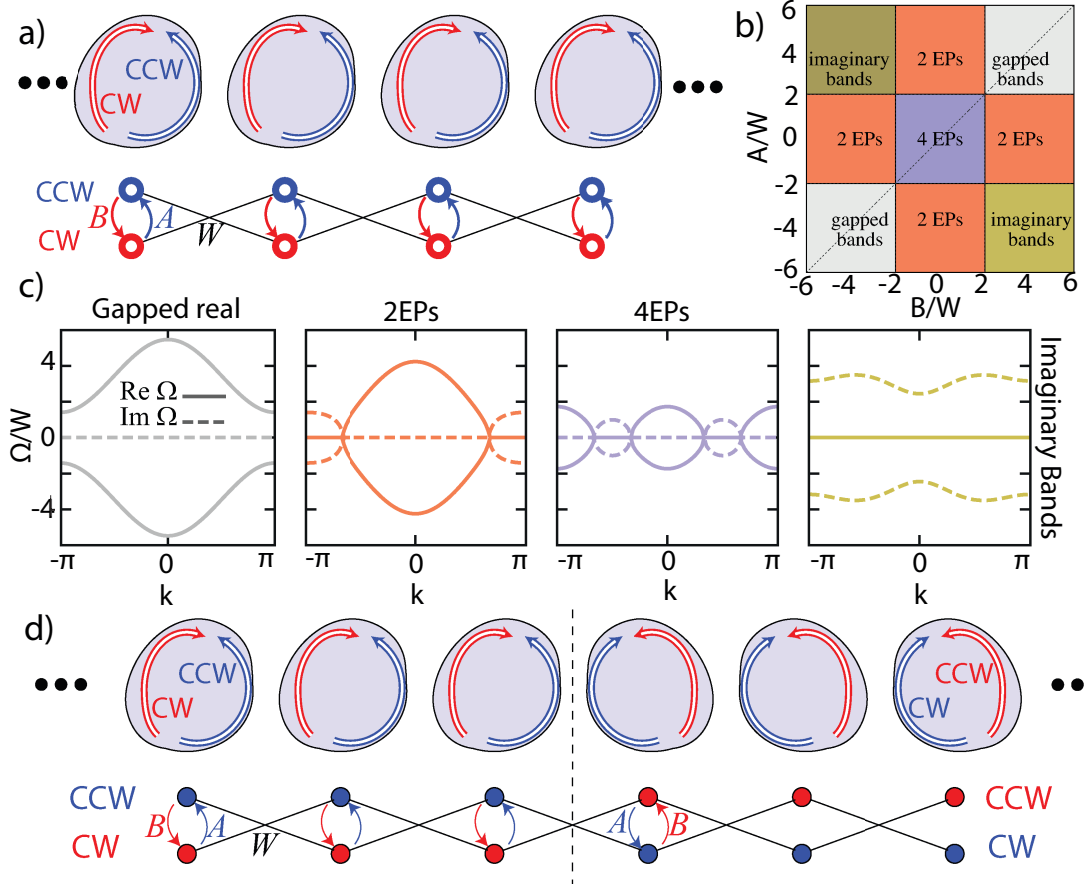 a)
CCW
CW
CCW
B
A
W
CW
b)
A/W
6
4
2
0
-2
-4
-6
imaginary
bands
2 EPs
gapped
bands
2 EPs
4 EPs
2 EPs
gapped
bands
2 EPs
imaginary
bands
-6
-4
-2
0
2
4
6
B/W
c)
Gapped real
2EPs
4EPs
Imaginary Bands
Ω/W
4
0
-4
Re Ω
Im Ω
-π
0
π
k
-π
0
π
k
-π
0
π
k
-π
0
π
k
d)
CCW
CW
CCW
CW
CCW
B
A
W
CW
A
B
CCW
CW